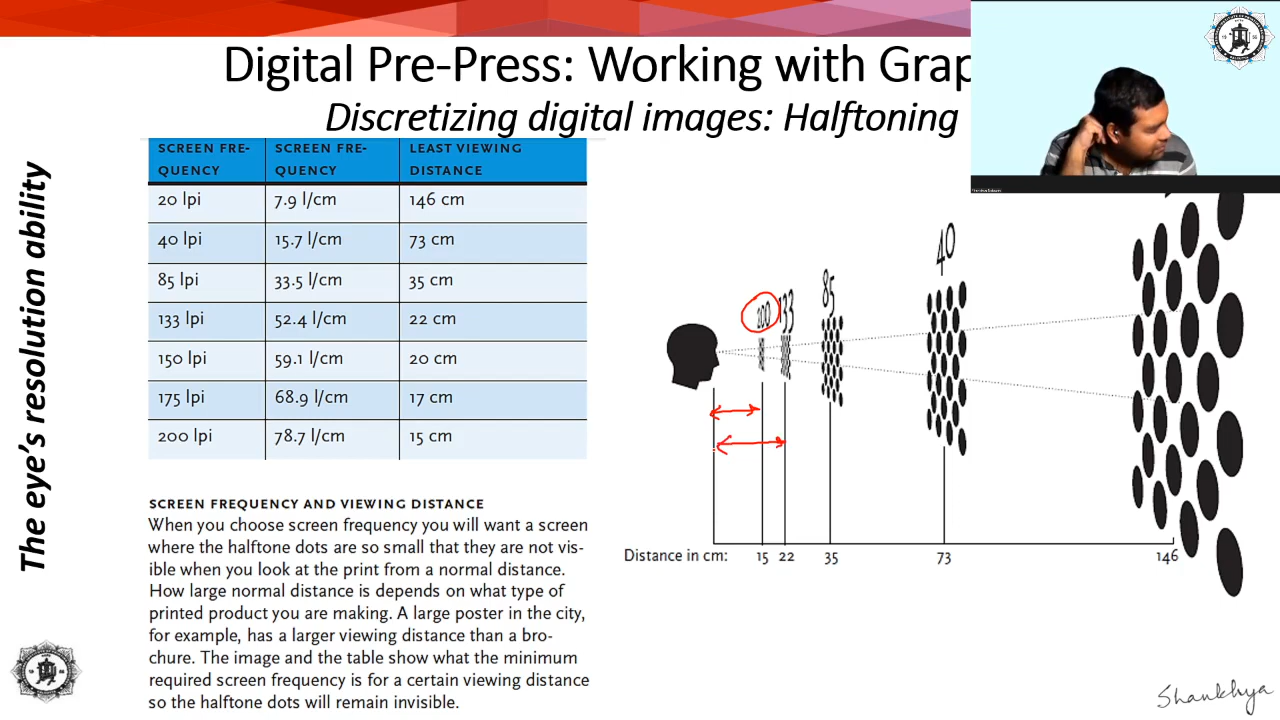 Digital Pre-Press: Working with Grap
Discretizing digital images: Halftoning
The eye's resolution ability
SCREEN FRE- SCREEN FRE- LEAST VIEWING
QUENCY QUENCY DISTANCE
20 lpi 7.9 l/cm 146 cm
40 lpi 15.7 l/cm 73 cm
85 lpi 33.5 l/cm 35 cm
133 lpi 52.4 l/cm 22 cm
150 lpi 59.1 l/cm 20 cm
175 lpi 68.9 l/cm 17 cm
200 lpi 78.7 l/cm 15 cm
SCREEN FREQUENCY AND VIEWING DISTANCE
When you choose screen frequency you will want a screen
where the halftone dots are so small that they are not vis-
ible when you look at the print from a normal distance.
How large normal distance is depends on what type of
printed product you are making. A large poster in the city,
for example, has a larger viewing distance than a bro-
chure. The image and the table show what the minimum
required screen frequency is for a certain viewing distance
so the halftone dots will remain invisible.
200 133 85 40
Distance in cm: 15 22 35 73 146
Shankhya